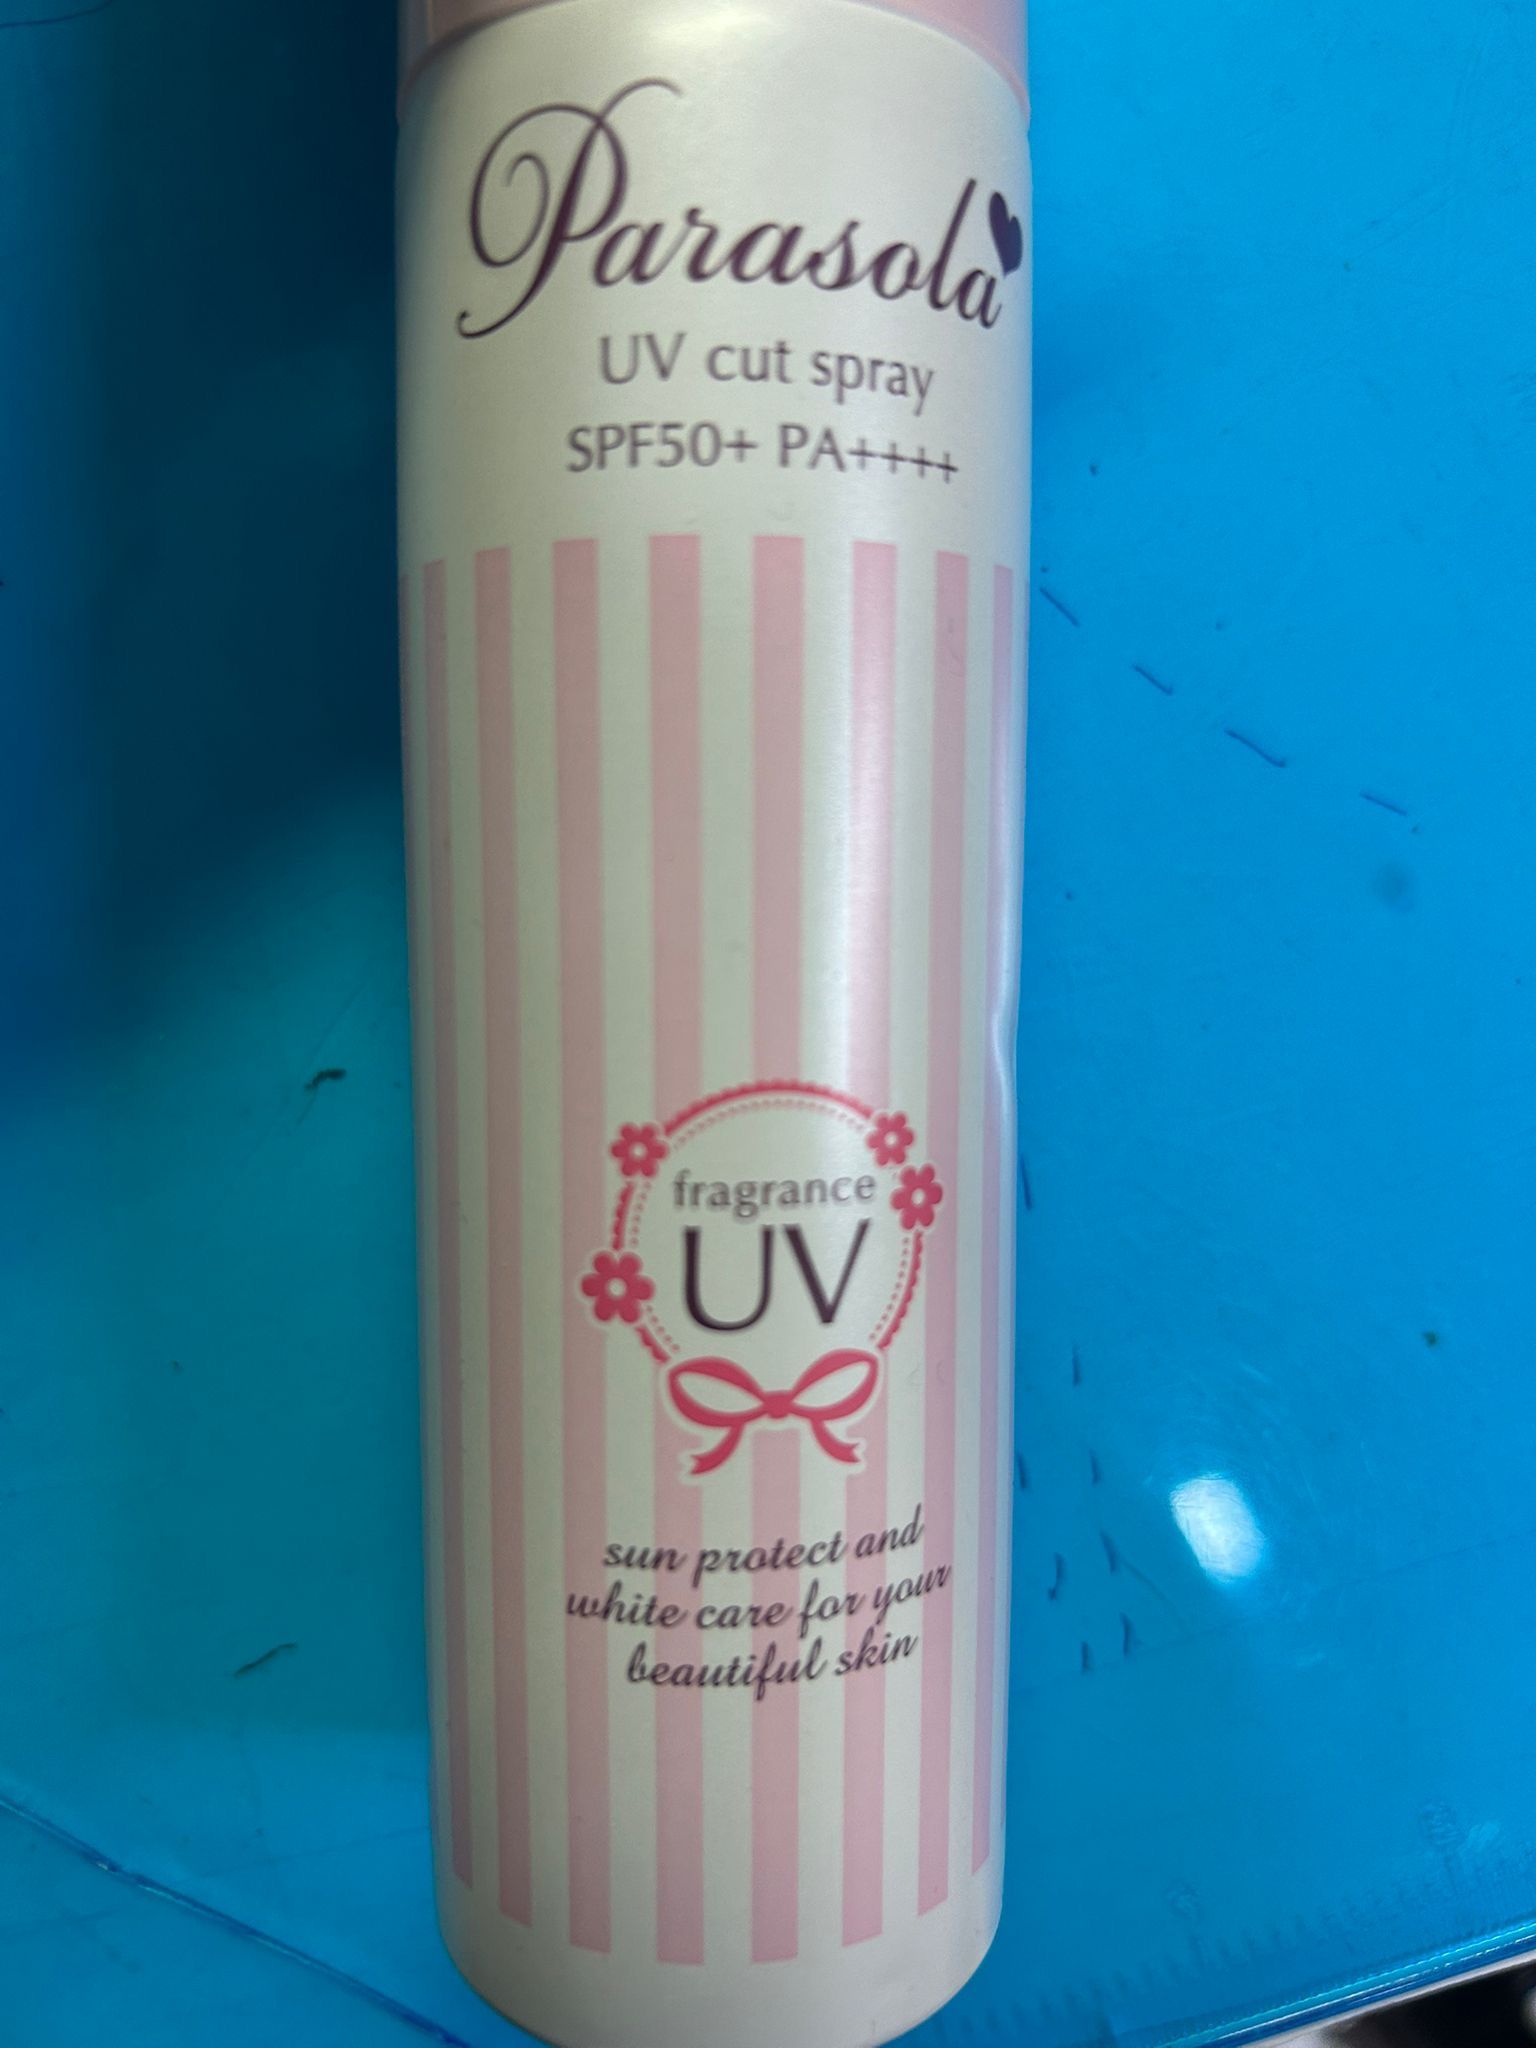 Parasola
UV cut spray
SPF50+ PA++++
fragrance
UV
sun protect and
white care for your
beautiful skin